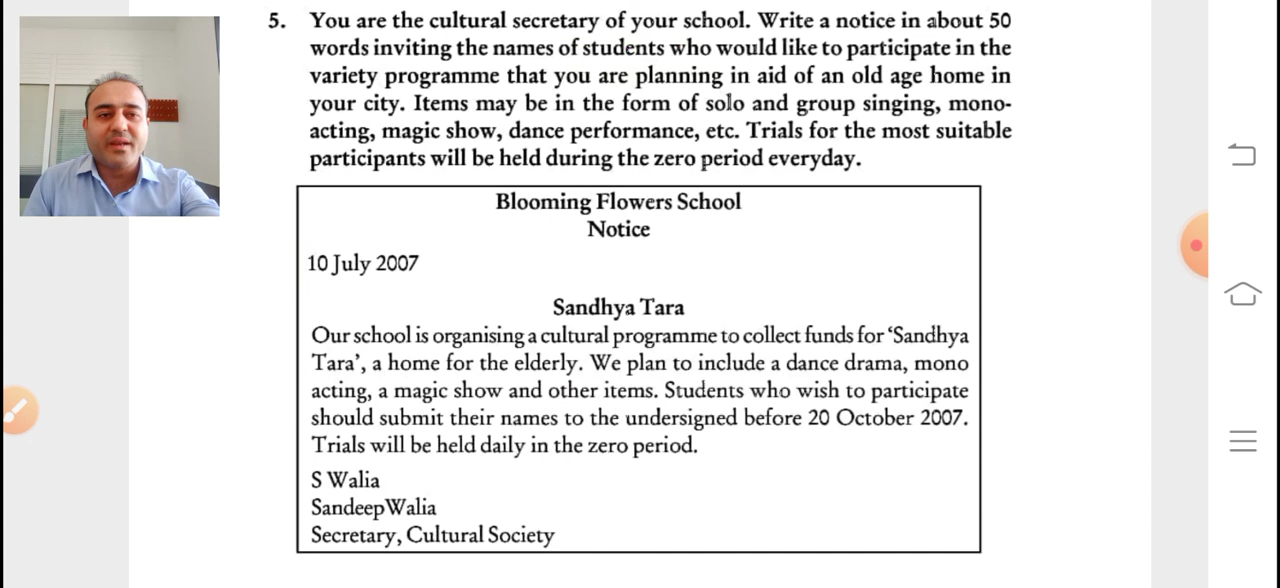 5. You are the cultural secretary of your school. Write a notice in about 50
words inviting the names of students who would like to participate in the
variety programme that you are planning in aid of an old age home in
your city. Items may be in the form of solo and group singing, mono-
acting, magic show, dance performance, etc. Trials for the most suitable
participants will be held during the zero period everyday.
Blooming Flowers School
Notice
10 July 2007
Sandhya Tara
Our school is organising a cultural programme to collect funds for ‘Sandhya
Tara’, a home for the elderly. We plan to include a dance drama, mono
acting, a magic show and other items. Students who wish to participate
should submit their names to the undersigned before 20 October 2007.
Trials will be held daily in the zero period.
S Walia
Sandeep Walia
Secretary, Cultural Society